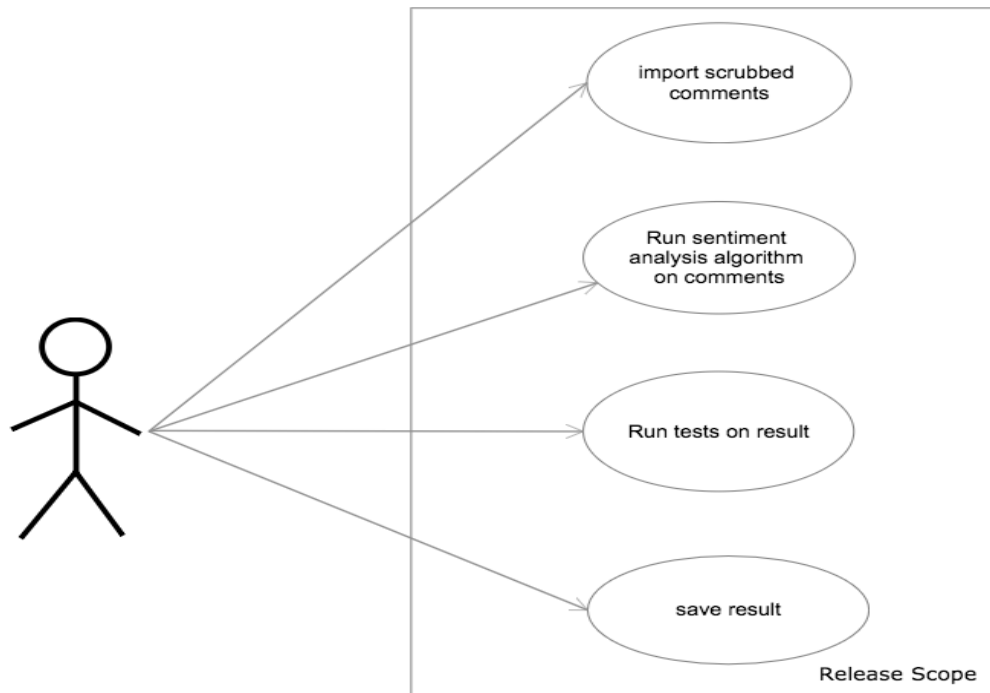 import scrubbed
comments
Run sentiment
analysis algorithm
on comments
Run tests on result
save result
Release Scope